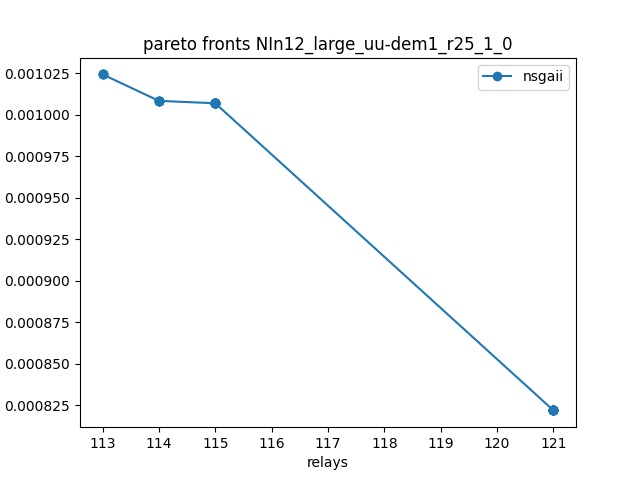 pareto fronts NIn12_large_uu-dem1_r25_1_0
nsgaii
0.001025
0.001000
0.000975
0.000950
0.000925
0.000900
0.000875
0.000850
0.000825
113 114 115 116 117 118 119 120 121
relays